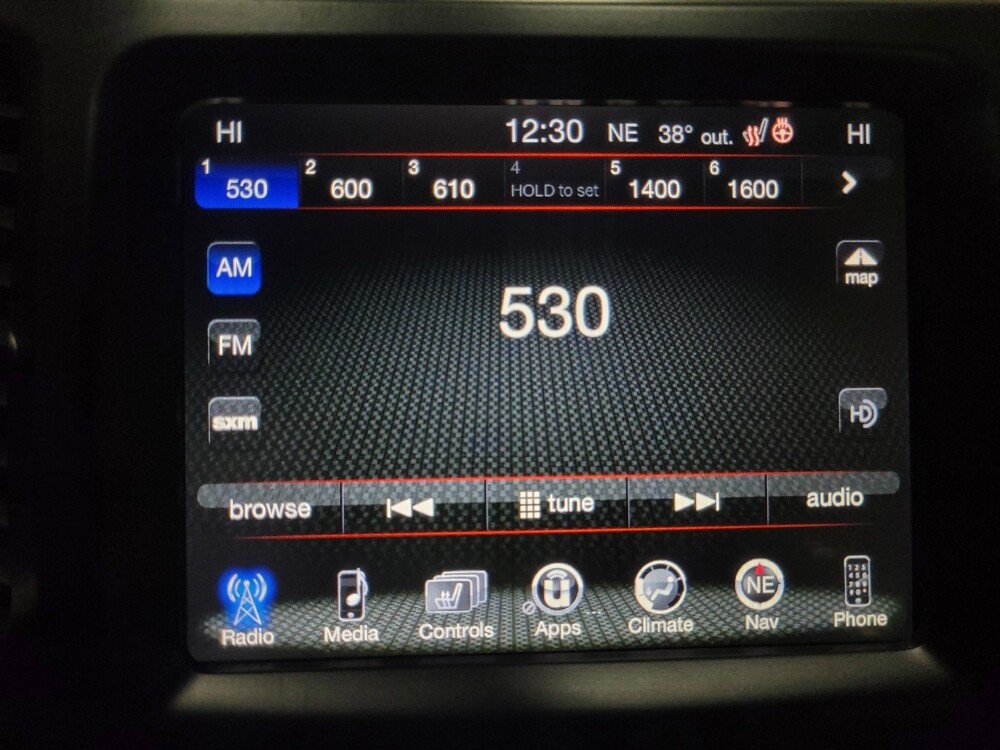 HI 12:30 NE 38° out. HI
1 530 2 600 3 610 4 HOLD to set 5 1400 6 1600
AM
530
map
FM
sxm
HD
browse tune audio
NE
Radio Media Controls Apps Climate Nav Phone